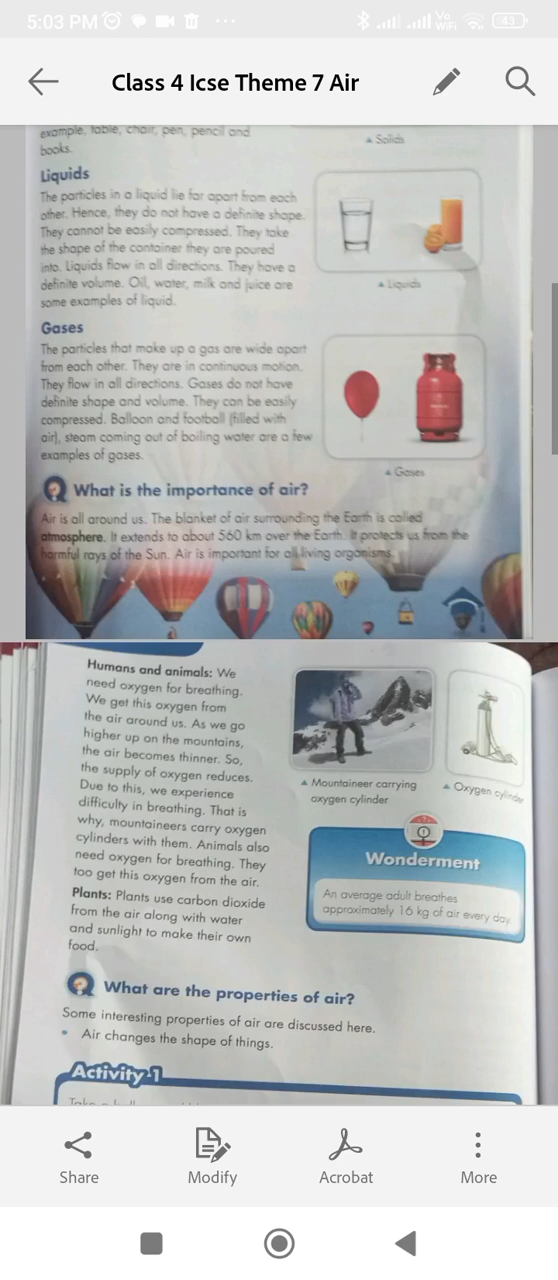 5:03 PM
Vo
WiFi
43
Class 4 Icse Theme 7 Air
example, table, chair, pen, pencil and
books.
▲ Solids
Liquids
The particles in a liquid lie far apart from each
other. Hence, they do not have a definite shape.
They cannot be easily compressed. They take
the shape of the container they are poured
into. Liquids flow in all directions. They have a
definite volume. Oil, water, milk and juice are
some examples of liquid.
▲ Liquids
Gases
The particles that make up a gas are wide apart
from each other. They are in continuous motion.
They flow in all directions. Gases do not have
definite shape and volume. They can be easily
compressed. Balloon and football (filled with
air), steam coming out of boiling water are a few
examples of gases.
▲ Gases
Q What is the importance of air?
Air is all around us. The blanket of air surrounding the Earth is called
atmosphere. It extends to about 560 km over the Earth. It protects us from the
harmful rays of the Sun. Air is important for all living organisms.
Humans and animals: We
need oxygen for breathing.
We get this oxygen from
the air around us. As we go
higher up on the mountains,
the air becomes thinner. So,
the supply of oxygen reduces.
Due to this, we experience
difficulty in breathing. That is
why, mountaineers carry oxygen
cylinders with them. Animals also
need oxygen for breathing. They
too get this oxygen from the air.
Plants: Plants use carbon dioxide
from the air along with water
and sunlight to make their own
food.
▲ Mountaineer carrying
oxygen cylinder
▲ Oxygen cylinder
Wonderment
An average adult breathes
approximately 16 kg of air every day.
Q What are the properties of air?
Some interesting properties of air are discussed here.
• Air changes the shape of things.
Activity-1
Share
Modify
Acrobat
More